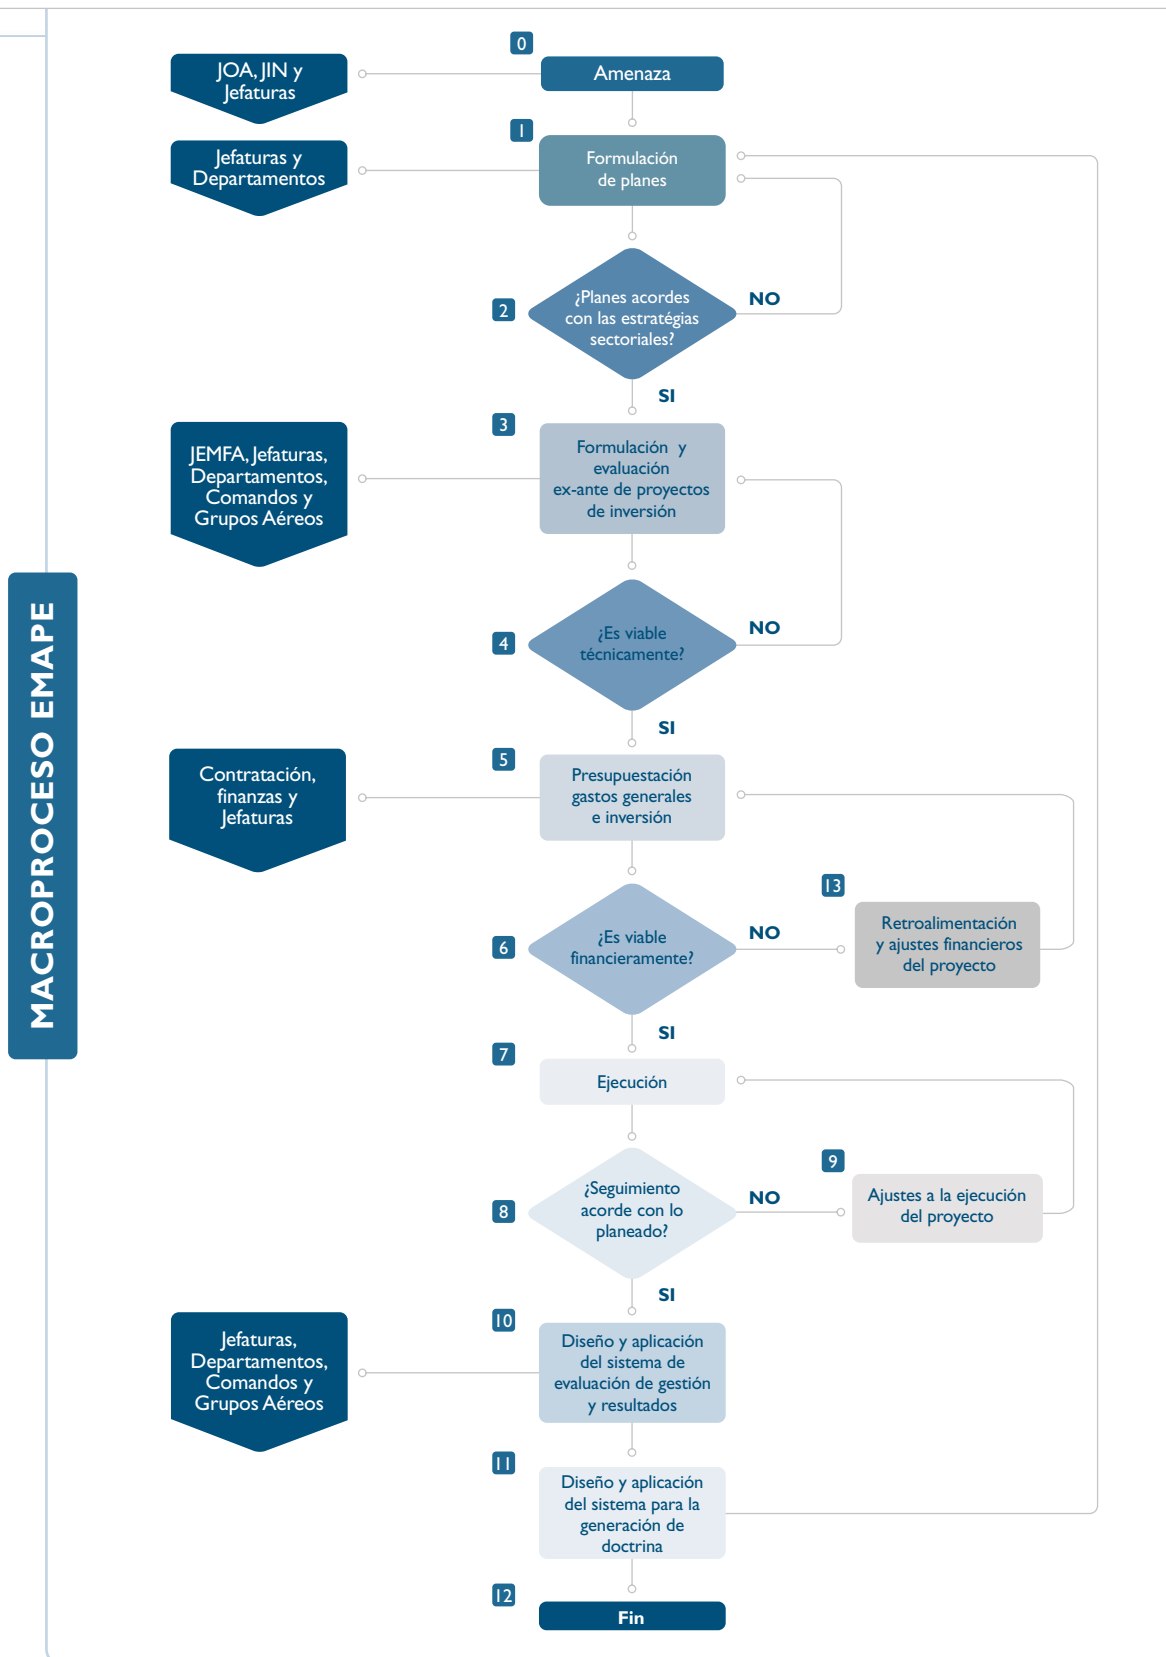 MACROPROCESO EMAPE
JOA, JIN y
Jefaturas
0
Amenaza
Jefaturas y
Departamentos
1
Formulación
de planes
2
¿Planes acordes
con las estratégias
sectoriales?
NO
SI
JEMFA, Jefaturas,
Departamentos,
Comandos y
Grupos Aéreos
3
Formulación y
evaluación
ex-ante de proyectos
de inversión
4
¿Es viable
técnicamente?
NO
SI
Contratación,
finanzas y
Jefaturas
5
Presupuestación
gastos generales
e inversión
6
¿Es viable
financieramente?
NO
13
Retroalimentación
y ajustes financieros
del proyecto
SI
7
Ejecución
8
¿Seguimiento
acorde con lo
planeado?
NO
9
Ajustes a la ejecución
del proyecto
SI
Jefaturas,
Departamentos,
Comandos y
Grupos Aéreos
10
Diseño y aplicación
del sistema de
evaluación de gestión
y resultados
11
Diseño y aplicación
del sistema para la
generación de
doctrina
12
Fin